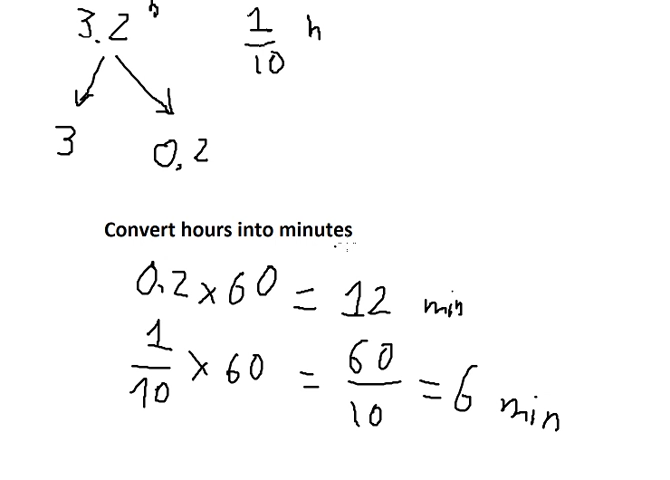 3.2 h 1/10 h
3 0,2
Convert hours into minutes
0.2 × 60 = 12 min
1/10 × 60 = 60/10 = 6 min